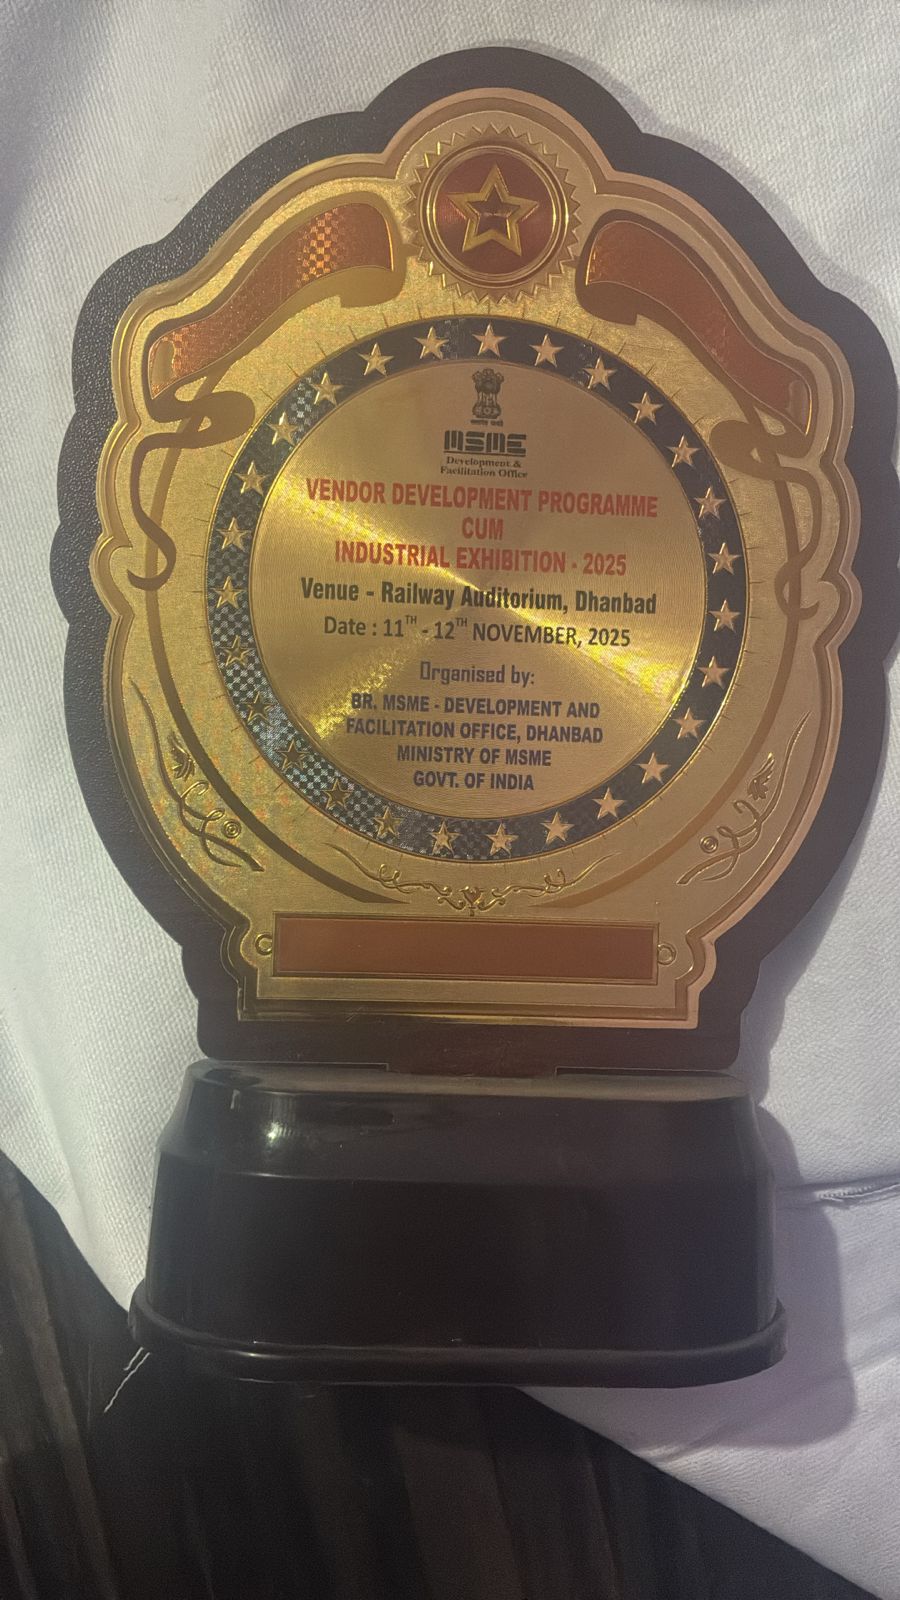 MSME
Development &
Facilitation Office
VENDOR DEVELOPMENT PROGRAMME
CUM
INDUSTRIAL EXHIBITION - 2025
Venue - Railway Auditorium, Dhanbad
Date : 11TH - 12TH NOVEMBER, 2025
Organised by:
BR. MSME - DEVELOPMENT AND
FACILITATION OFFICE, DHANBAD
MINISTRY OF MSME
GOVT. OF INDIA